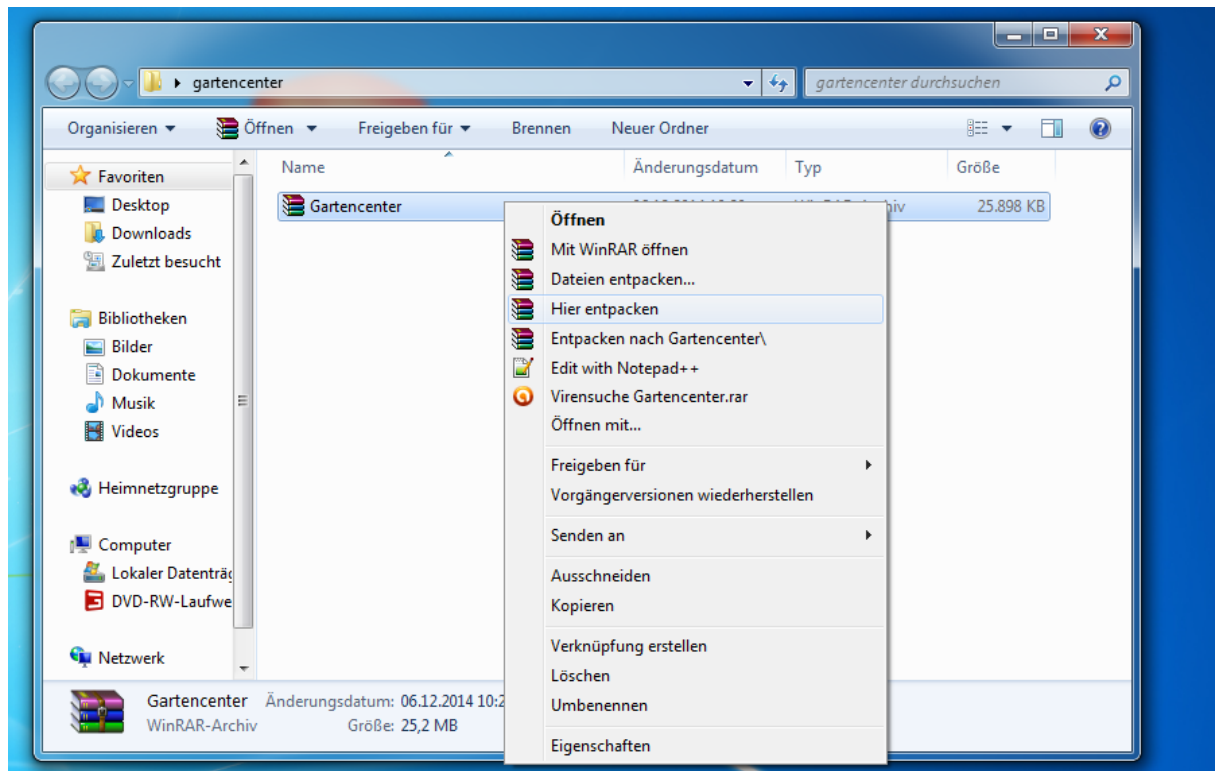 gartencenter
gartencenter durchsuchen
Organisieren
Öffnen
Freigeben für
Brennen
Neuer Ordner
Name
Änderungsdatum
Typ
Größe
Favoriten
Desktop
Downloads
Zuletzt besucht
Bibliotheken
Bilder
Dokumente
Musik
Videos
Heimnetzgruppe
Computer
Lokaler
DVD-RW-Laufwe
Netzwerk
Gartencenter
25.898 KB
Öffnen
Mit WinRAR öffnen
Dateien entpacken...
Hier entpacken
Entpacken nach Gartencenter\
Edit with Notepad++
Virensuche Gartencenter.rar
Öffnen mit...
Freigeben für
Vorgängerversionen wiederherstellen
Senden an
Ausschneiden
Kopieren
Verknüpfung erstellen
Löschen
Umbenennen
Eigenschaften
Gartencenter Änderungsdatum: 06.12.2014 10:2
WinRAR-Archiv Größe: 25,2 MB